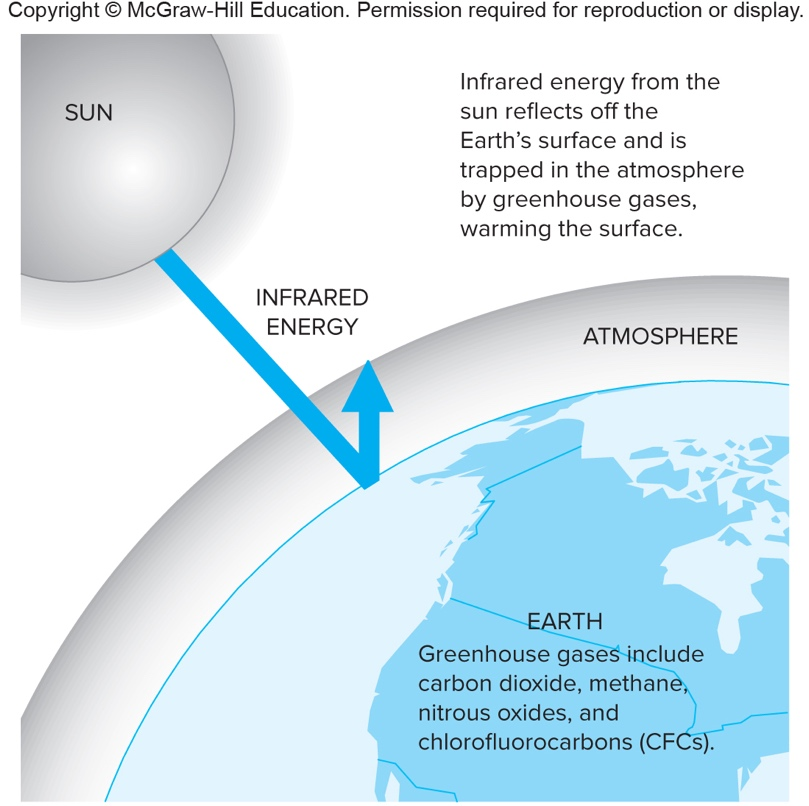 Copyright © McGraw-Hill Education. Permission required for reproduction or display.
SUN
Infrared energy from the
sun reflects off the
Earth’s surface and is
trapped in the atmosphere
by greenhouse gases,
warming the surface.
INFRARED
ENERGY
ATMOSPHERE
EARTH
Greenhouse gases include
carbon dioxide, methane,
nitrous oxides, and
chlorofluorocarbons (CFCs).